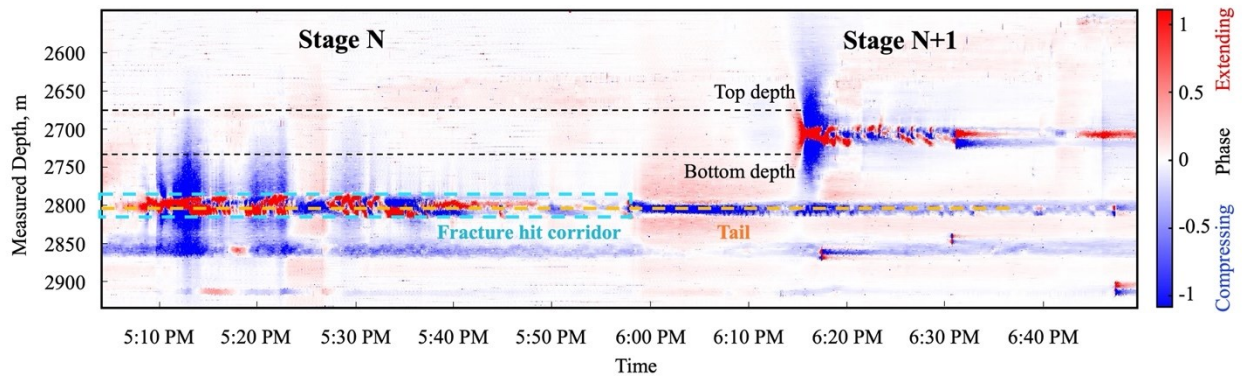 Stage N
Stage N+1
1
0.5
0
-0.5
-1
Extending
Phase
Compressing
Measured Depth, m
2600
2650
2700
2750
2800
2850
2900
Top depth
Bottom depth
Fracture hit corridor
Tail
5:10 PM
5:20 PM
5:30 PM
5:40 PM
5:50 PM
6:00 PM
6:10 PM
6:20 PM
6:30 PM
6:40 PM
Time